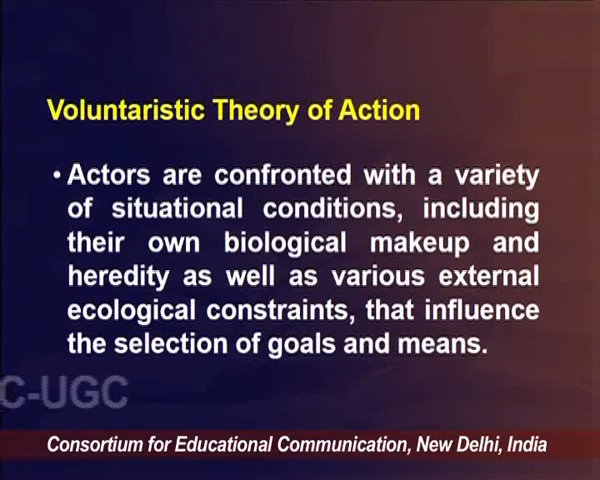 Voluntaristic Theory of Action
• Actors are confronted with a variety
of situational conditions, including
their own biological makeup and
heredity as well as various external
ecological constraints, that influence
the selection of goals and means.
C-UGC
Consortium for Educational Communication, New Delhi, India